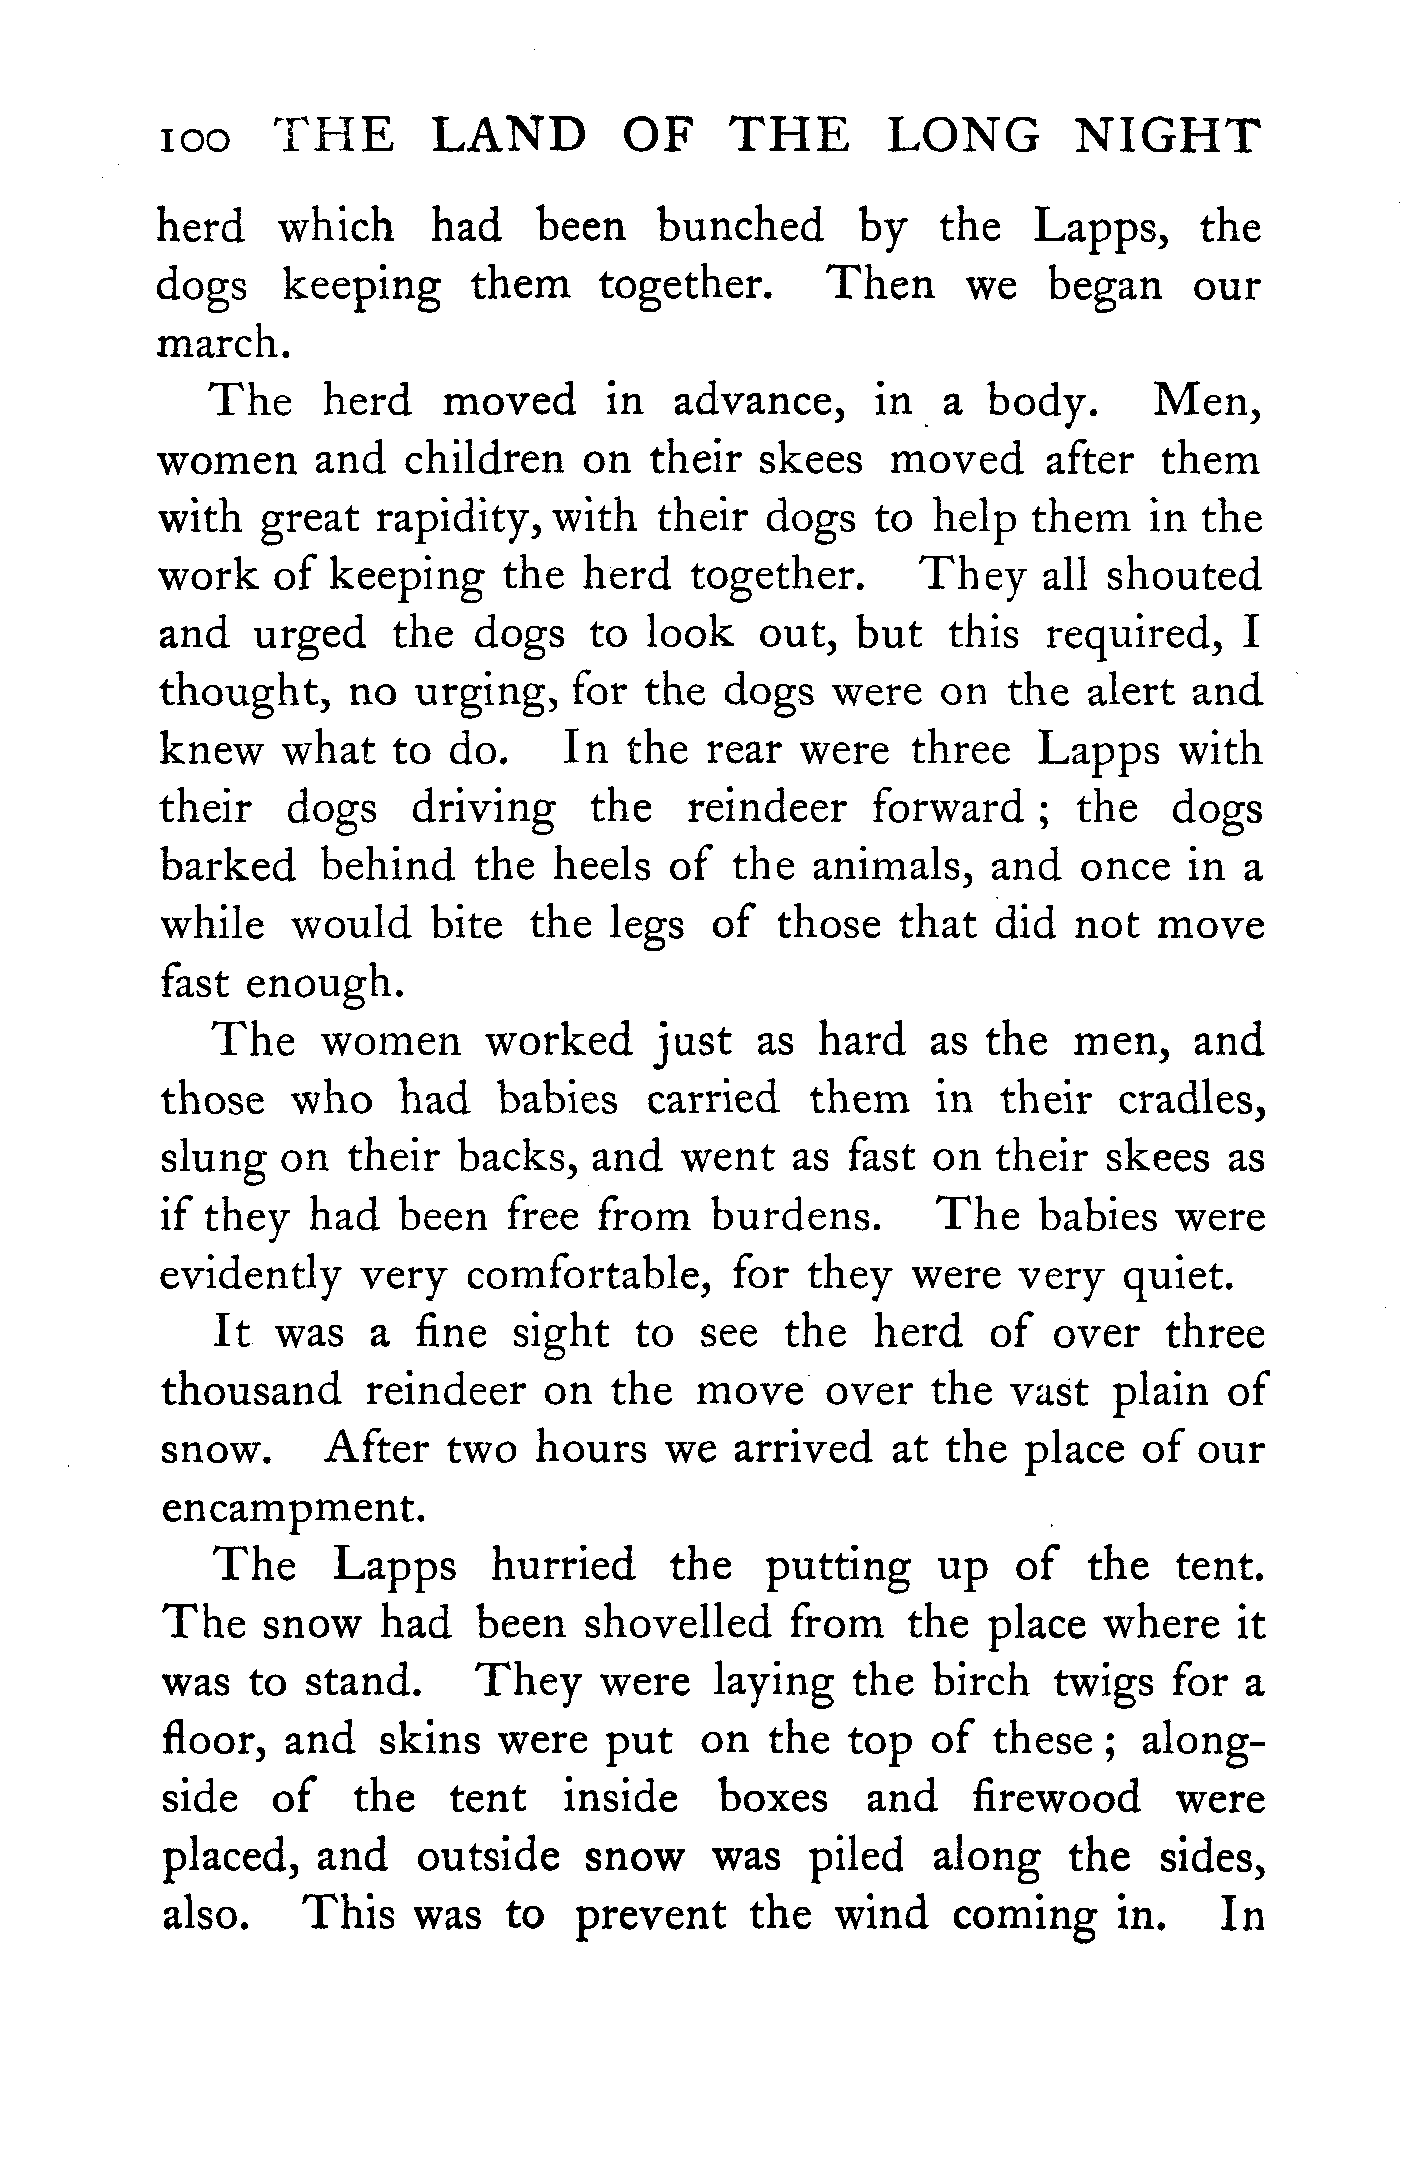 100 THE LAND OF THE LONG NIGHT
herd which had been bunched by the Lapps, the
dogs keeping them together. Then we began our
march.
The herd moved in advance, in a body. Men,
women and children on their skees moved after them
with great rapidity, with their dogs to help them in the
work of keeping the herd together. They all shouted
and urged the dogs to look out, but this required, I
thought, no urging, for the dogs were on the alert and
knew what to do. In the rear were three Lapps with
their dogs driving the reindeer forward ; the dogs
barked behind the heels of the animals, and once in a
while would bite the legs of those that did not move
fast enough.
The women worked just as hard as the men, and
those who had babies carried them in their cradles,
slung on their backs, and went as fast on their skees as
if they had been free from burdens. The babies were
evidently very comfortable, for they were very quiet.
It was a fine sight to see the herd of over three
thousand reindeer on the move over the vast plain of
snow. After two hours we arrived at the place of our
encampment.
The Lapps hurried the putting up of the tent.
The snow had been shovelled from the place where it
was to stand. They were laying the birch twigs for a
floor, and skins were put on the top of these ; along-
side of the tent inside boxes and firewood were
placed, and outside snow was piled along the sides,
also. This was to prevent the wind coming in. In